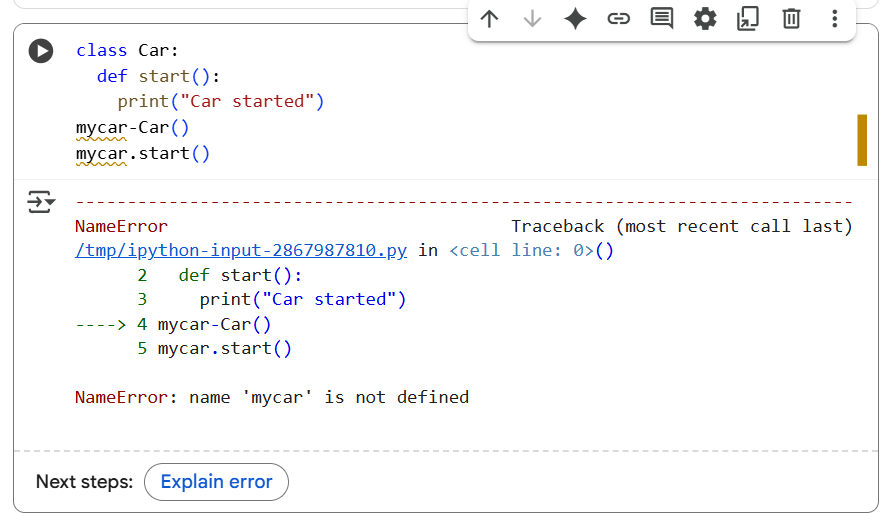 class Car:
  def start():
    print("Car started")
mycar-Car()
mycar.start()
---------------------------------------------------------------------------
NameError                                 Traceback (most recent call last)
/tmp/ipython-input-2867987810.py in <cell line: 0>()
      2   def start():
      3     print("Car started")
----> 4 mycar-Car()
      5 mycar.start()
NameError: name 'mycar' is not defined
Next steps: Explain error